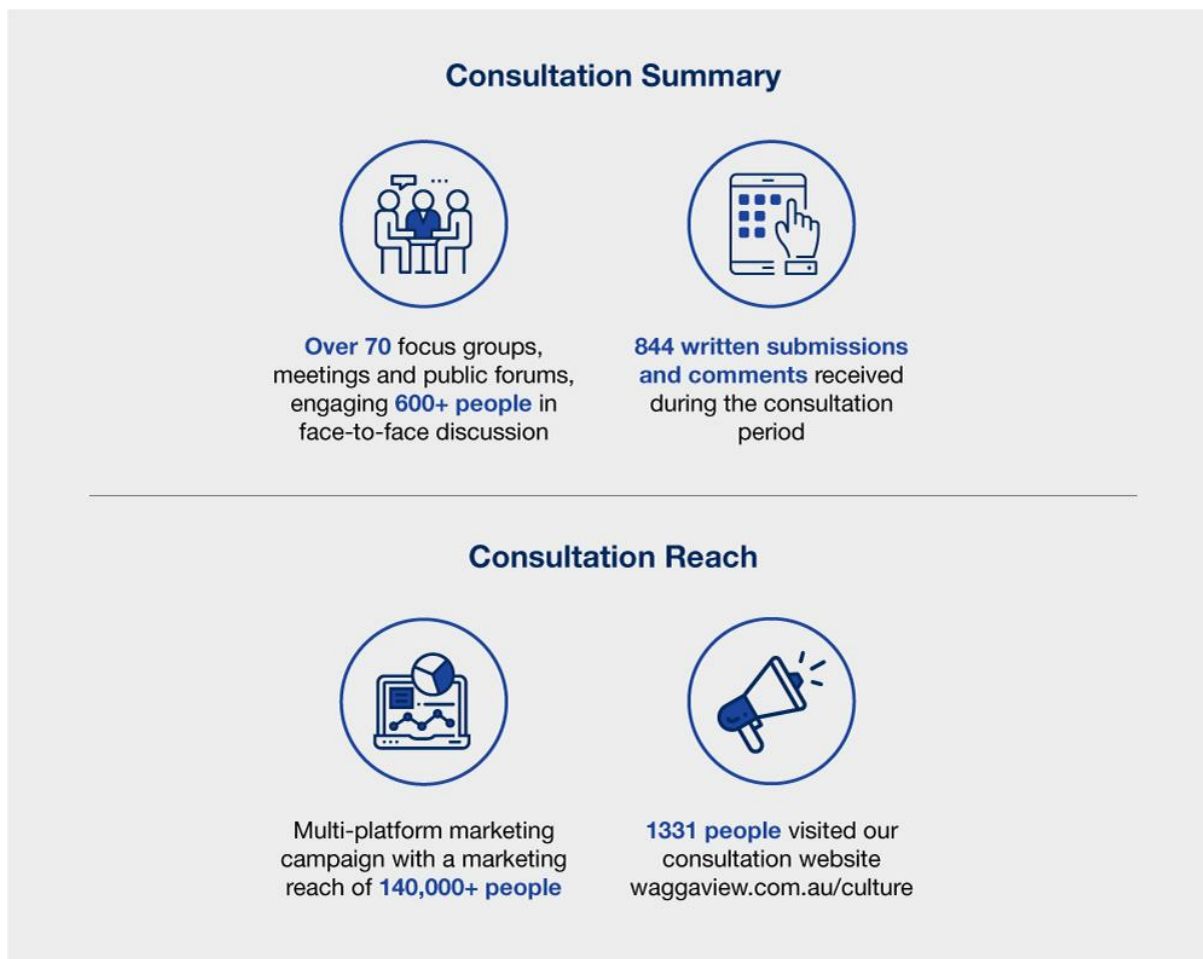 Consultation Summary
Over 70 focus groups,
meetings and public forums,
engaging 600+ people in
face-to-face discussion
844 written submissions
and comments received
during the consultation
period
Consultation Reach
Multi-platform marketing
campaign with a marketing
reach of 140,000+ people
1331 people visited our
consultation website
waggaview.com.au/culture